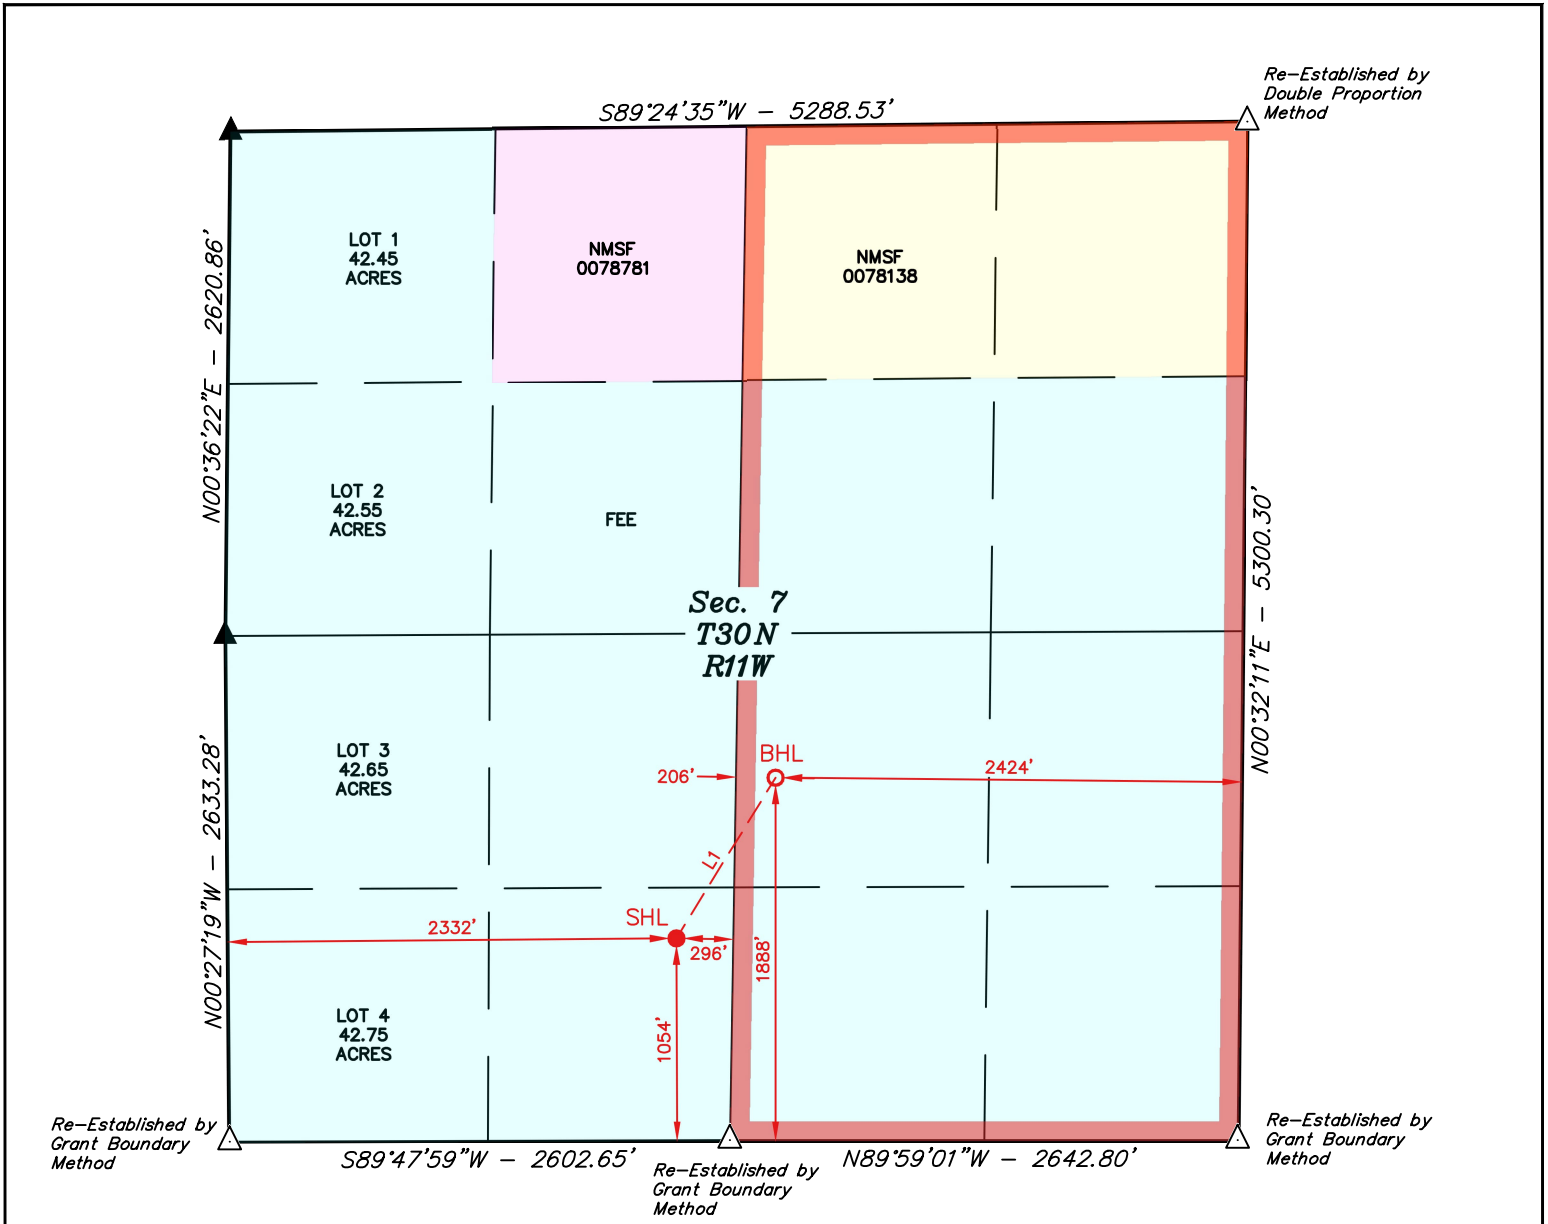 Re-Established by
Double Proportion
Method
S89°24'35"W - 5288.53'
N00°36'22"E - 2620.86'
LOT 1
42.45
ACRES
NMSF
0078781
NMSF
0078138
LOT 2
42.55
ACRES
FEE
N00°32'11"E - 5300.30'
Sec. 7
T30N
R11W
N00°27'19"W - 2633.28'
LOT 3
42.65
ACRES
BHL
206'
2424'
L1
SHL
2332'
296'
1888'
1054'
LOT 4
42.75
ACRES
Re-Established by
Grant Boundary
Method
S89°47'59"W - 2602.65'
Re-Established by
Grant Boundary
Method
N89°59'01"W - 2642.80'
Re-Established by
Grant Boundary
Method